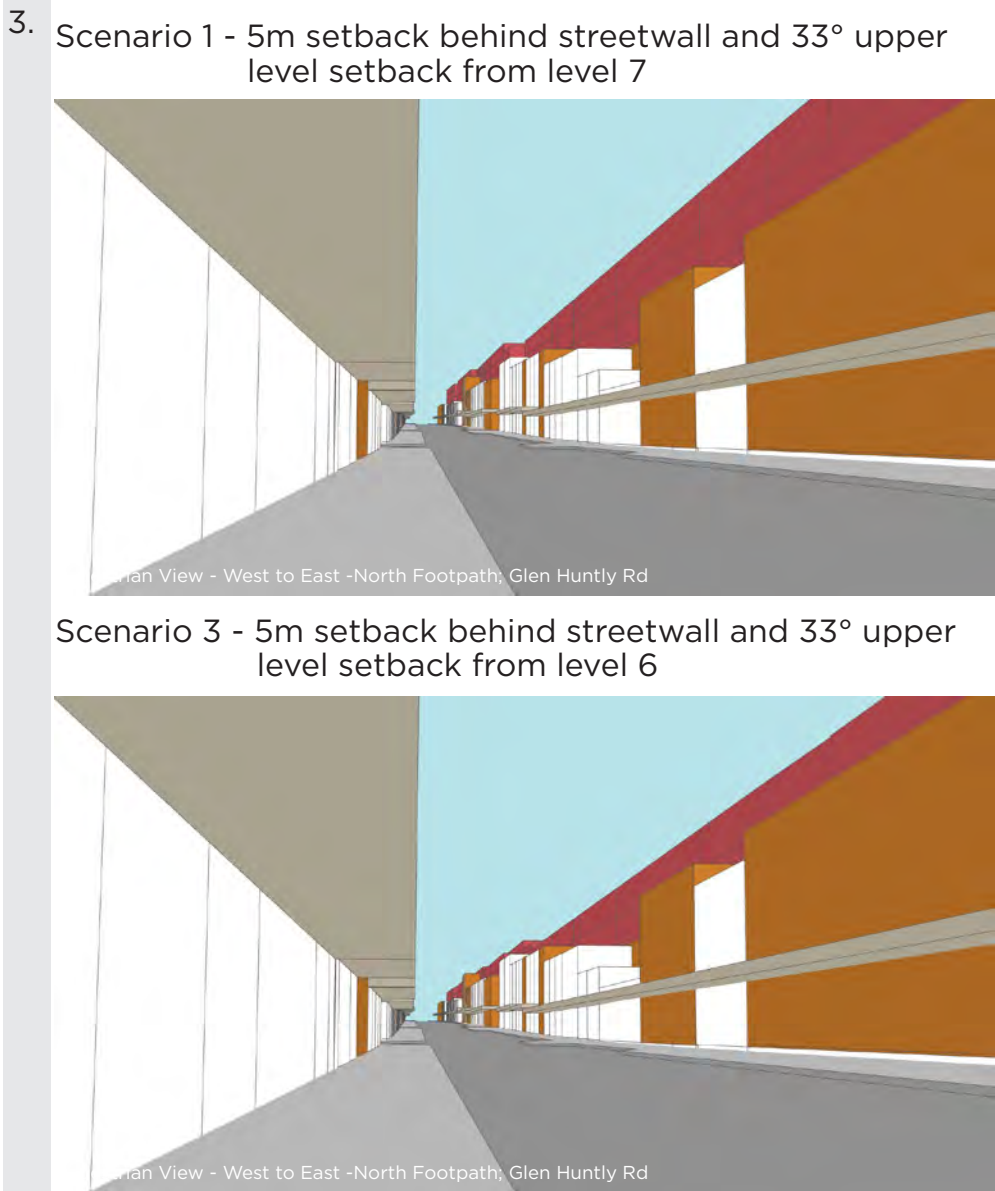 3.
Scenario 1 - 5m setback behind streetwall and 33° upper
level setback from level 7
View - West to East -North Footpath; Glen Huntly Rd
Scenario 3 - 5m setback behind streetwall and 33° upper
level setback from level 6
View - West to East -North Footpath; Glen Huntly Rd